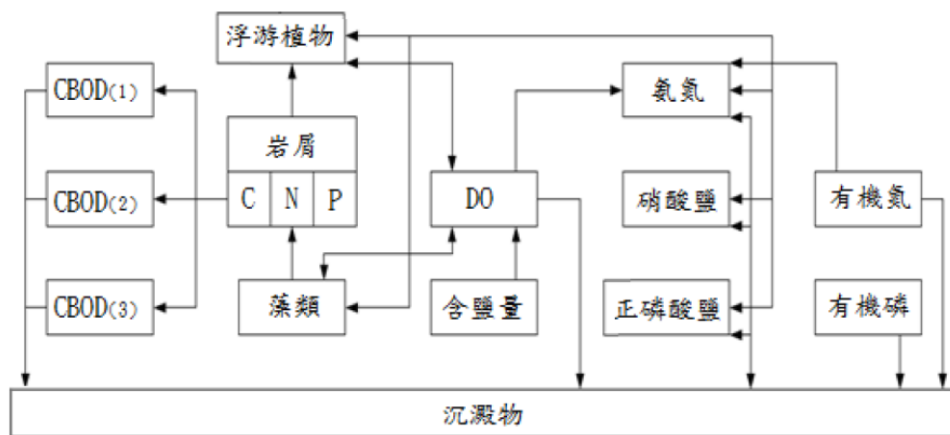 浮游植物
CBOD(1)
氨氮
岩屑
CBOD(2)
C N P
DO
硝酸鹽
有機氮
CBOD(3)
藻類
含鹽量
正磷酸鹽
有機磷
沉澱物